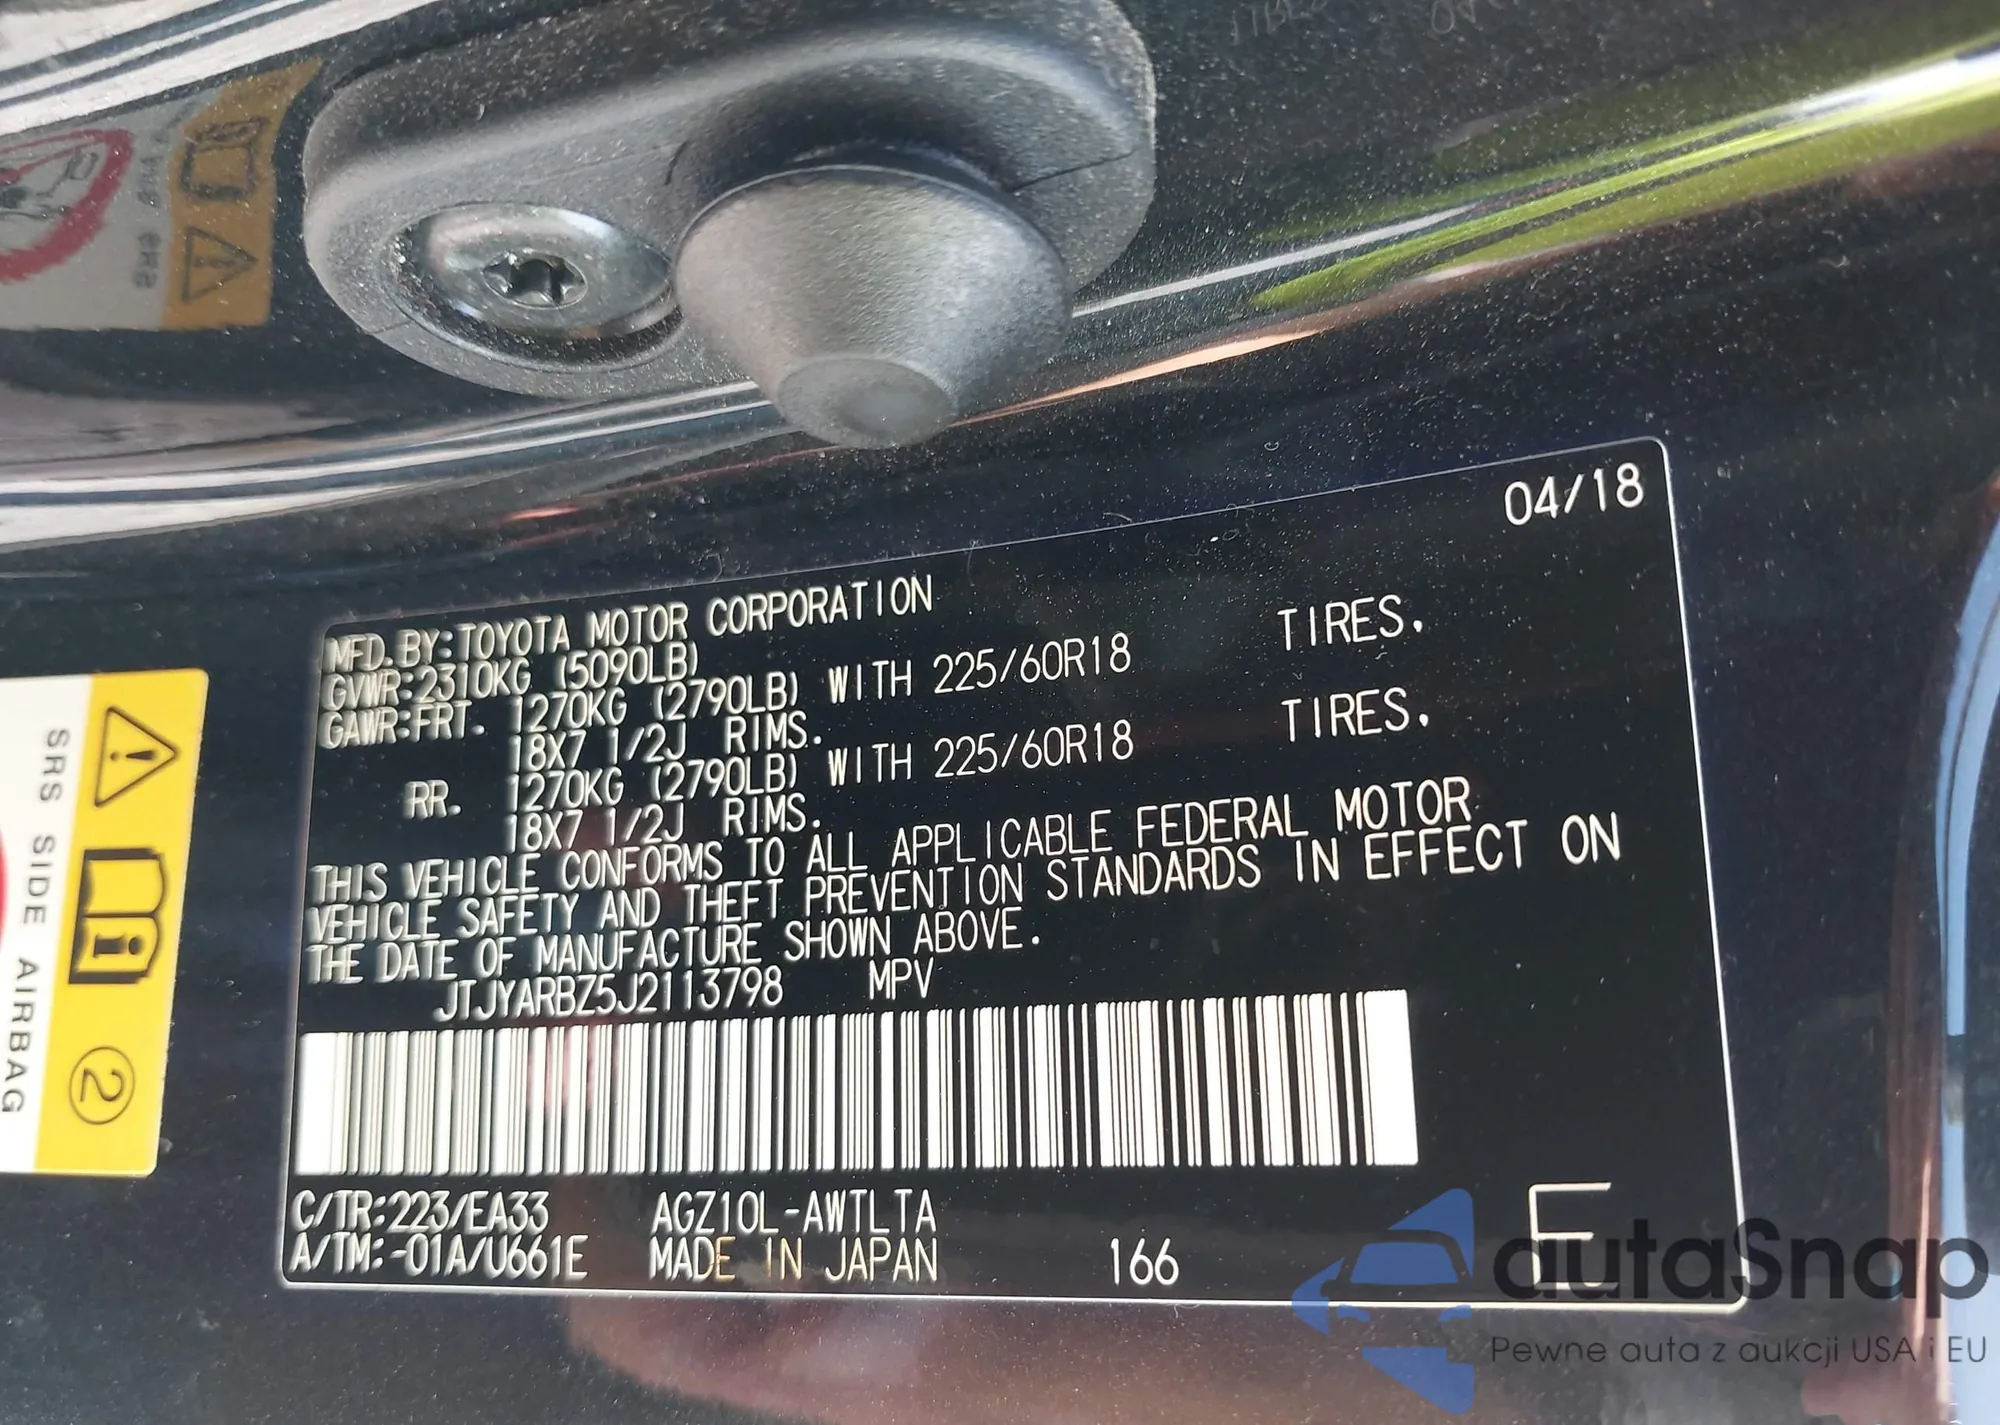 04/18
MFD.BY:TOYOTA MOTOR CORPORATION
GVWR:2310KG (5090LB)
GAWR:FRT. 1270KG (2790LB) WITH 225/60R18 TIRES.
18X7 1/2J RIMS.
RR. 1270KG (2790LB) WITH 225/60R18 TIRES.
18X7 1/2J RIMS.
THIS VEHICLE CONFORMS TO ALL APPLICABLE FEDERAL MOTOR
VEHICLE SAFETY AND THEFT PREVENTION STANDARDS IN EFFECT ON
THE DATE OF MANUFACTURE SHOWN ABOVE.
JTJYARBZ5J2113798 MPV
C/TR:223/EA33 AGZ10L-AWTLTA
A/TM:-01A/U661E MADE IN JAPAN 166 E
SRS SIDE AIRBAG
2
autaSnap
Pewne auta z aukcji USA i EU